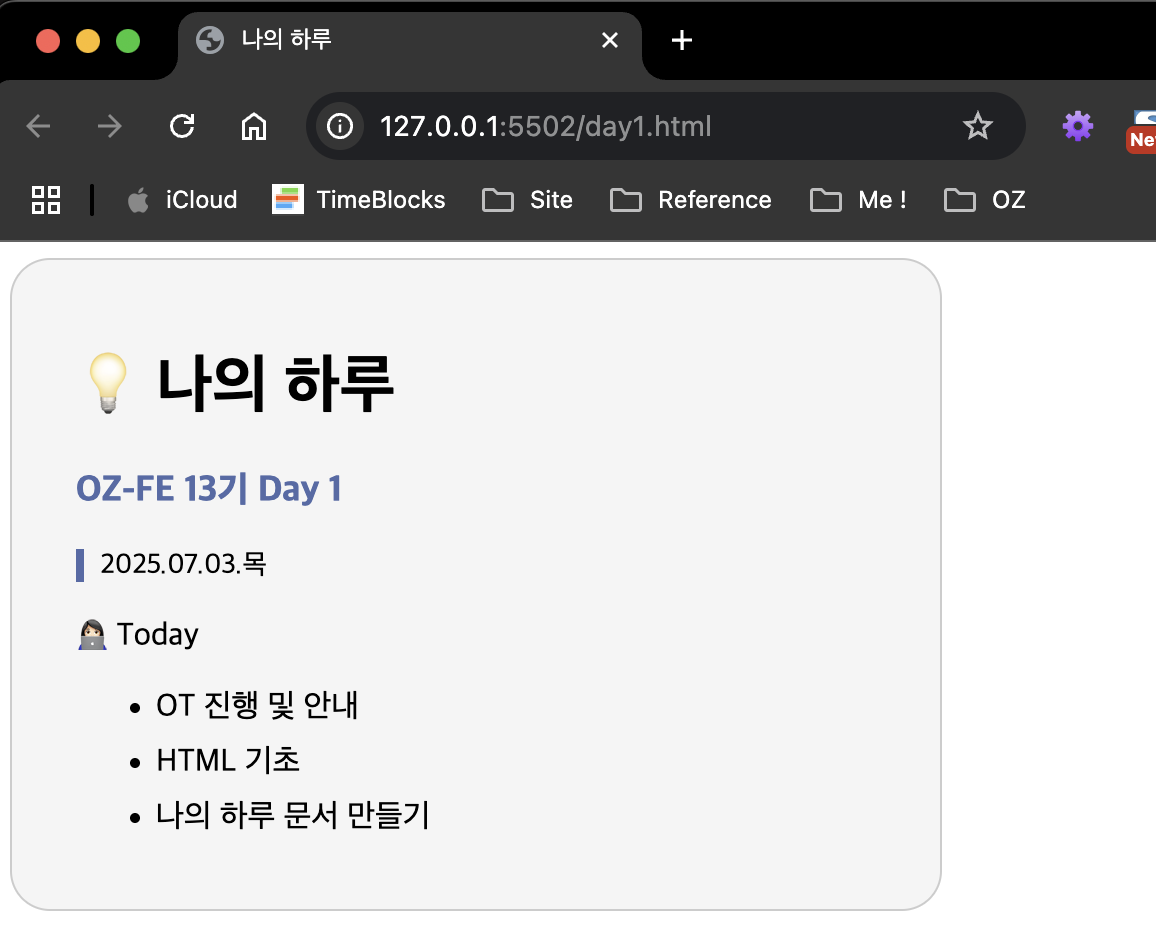 나의 하루
127.0.0.1:5502/day1.html
iCloud TimeBlocks Site Reference Me ! OZ
💡 나의 하루
OZ-FE 13기 Day 1
2025.07.03.목
👩🏻‍💻 Today
• OT 진행 및 안내
• HTML 기초
• 나의 하루 문서 만들기